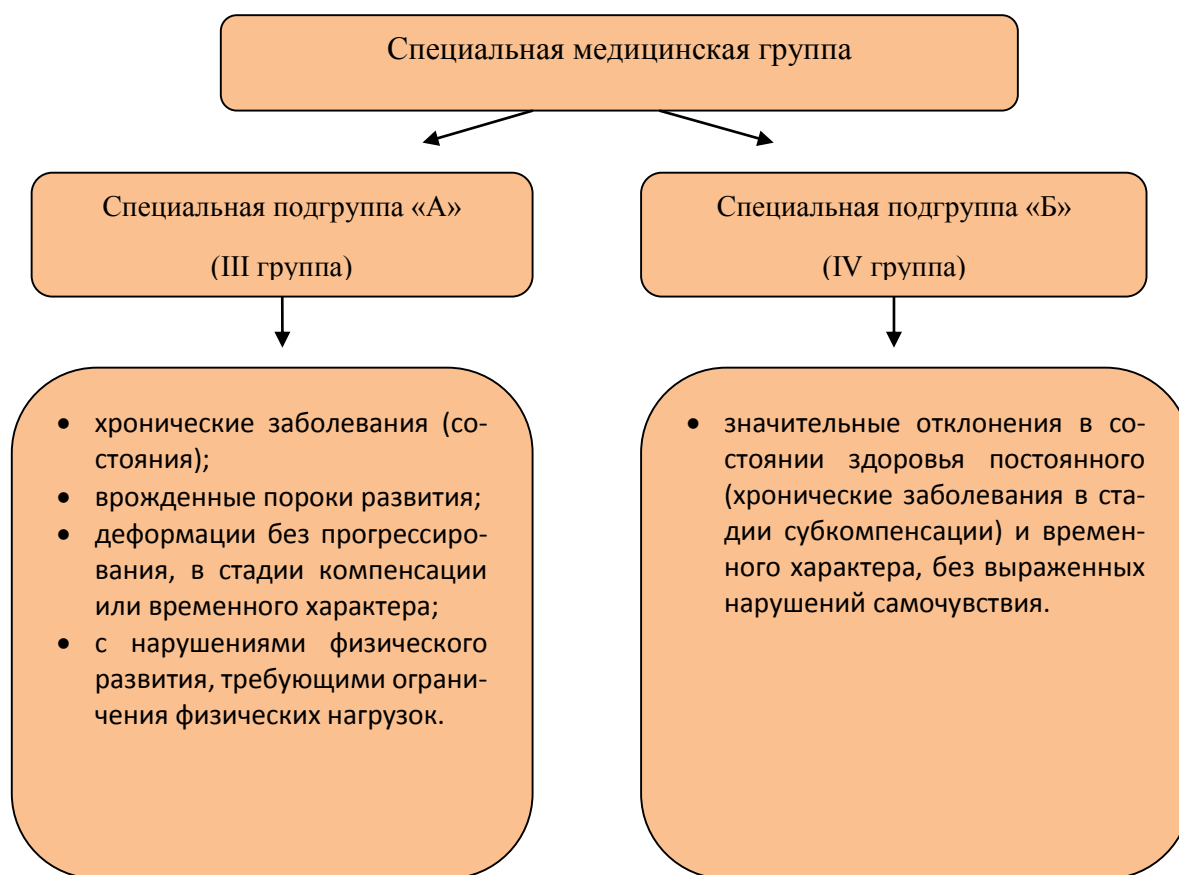 Специальная медицинская группа
Специальная подгруппа «А»
(III группа)
Специальная подгруппа «Б»
(IV группа)
• хронические заболевания (со-
стояния);
• врожденные пороки развития;
• деформации без прогрессиро-
вания, в стадии компенсации
или временного характера;
• с нарушениями физического
развития, требующими ограни-
чения физических нагрузок.
• значительные отклонения в со-
стоянии здоровья постоянного
(хронические заболевания в ста-
дии субкомпенсации) и времен-
ного характера, без выраженных
нарушений самочувствия.